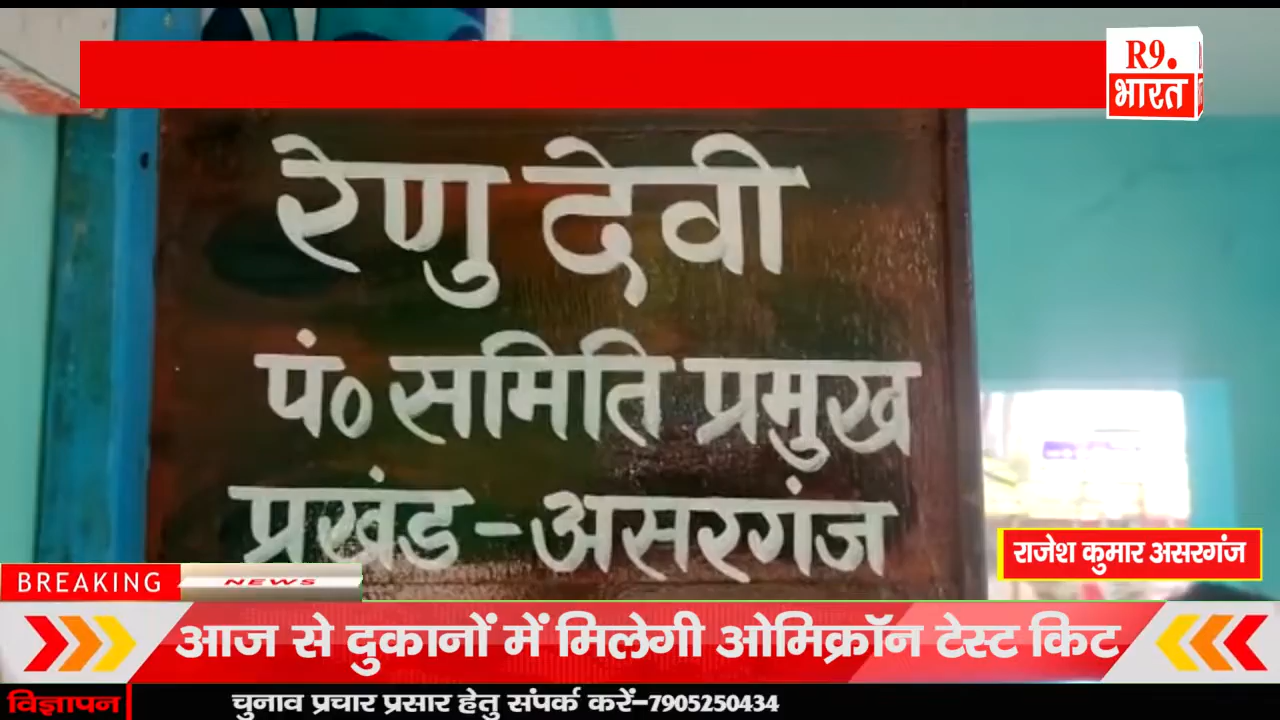 R9.
भारत
रेणु देवी
पं० समिति प्रमुख
प्रखंड - असरगंज
राजेश कुमार असरगंज
BREAKING NEWS
आज से दुकानों में मिलेगी ओमिक्रॉन टेस्ट किट
विज्ञापन चुनाव प्रचार प्रसार हेतु संपर्क करें-7905250434